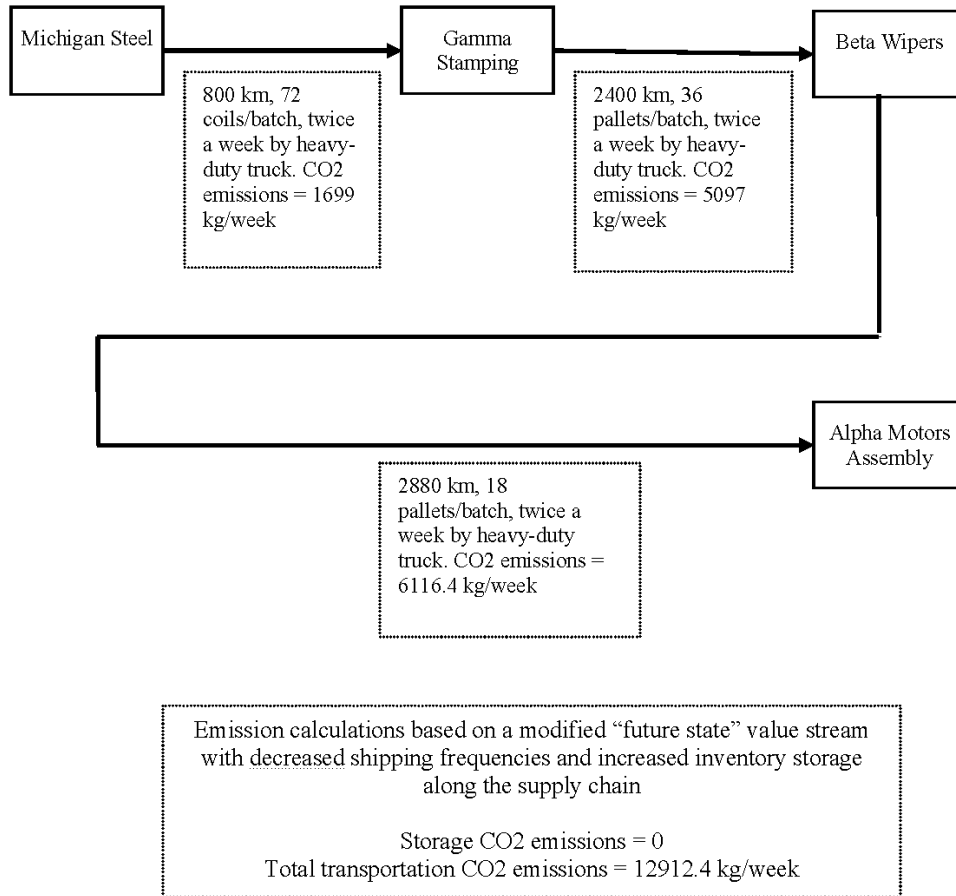 Michigan Steel
Gamma
Stamping
Beta Wipers
800 km, 72
coils/batch, twice
a week by heavy-
duty truck. CO2
emissions = 1699
kg/week
2400 km, 36
pallets/batch, twice
a week by heavy-
duty truck. CO2
emissions = 5097
kg/week
Alpha Motors
Assembly
2880 km, 18
pallets/batch, twice a
week by heavy-duty
truck. CO2 emissions =
6116.4 kg/week
Emission calculations based on a modified “future state” value stream
with decreased shipping frequencies and increased inventory storage
along the supply chain
Storage CO2 emissions = 0
Total transportation CO2 emissions = 12912.4 kg/week